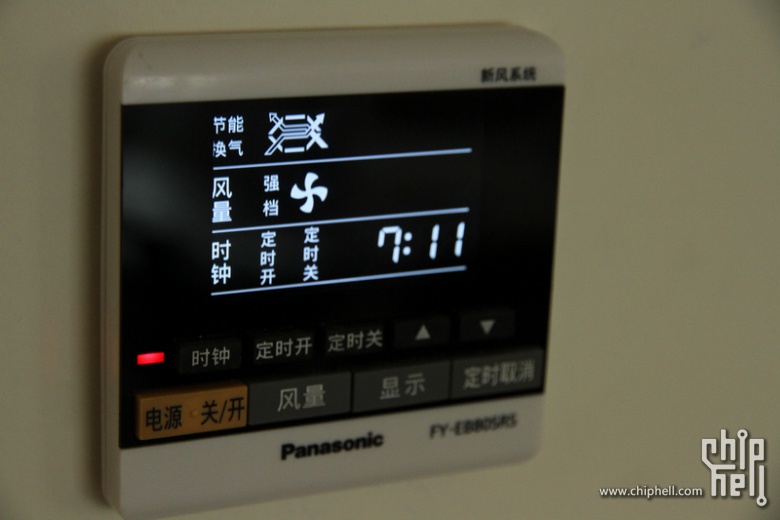 新风系统
节能
换气
风量
强档
时钟
定时开
定时关
7:11
时钟 定时开 定时关 ▲ ▼
电源 关/开 风量 显示 定时取消
Panasonic FY-EBB05RS
www.chiphell.com
chip
hell